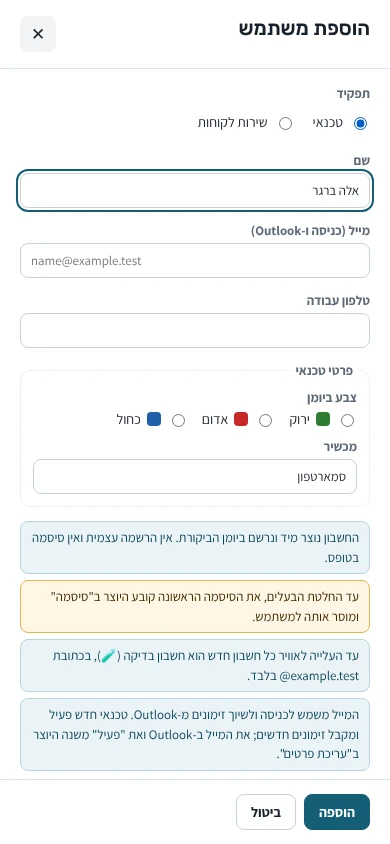 הוספת משתמש
✕
תפקיד
טכנאי
שירות לקוחות
שם
אלה ברגר
מייל (כניסה ו-Outlook)
name@example.test
טלפון עבודה
פרטי טכנאי
צבע ביומן
ירוק
אדום
כחול
מכשיר
סמארטפון
החשבון נוצר מיד ונרשם ביומן הביקורת. אין הרשמה עצמית ואין סיסמה
בטופס.
עד החלטת הבעלים, את הסיסמה הראשונה קובע היוצר ב"סיסמה"
ומוסר אותה למשתמש.
עד העלייה לאוויר כל חשבון חדש הוא חשבון בדיקה (🧪), בכתובת
@example.test בלבד.
המייל משמש לכניסה ולשיוך זימונים מ-Outlook. טכנאי חדש פעיל
ומקבל זימונים חדשים; את המייל ב-Outlook ואת "פעיל" משנה היוצר
ב"עריכת פרטים".
הוספה
ביטול